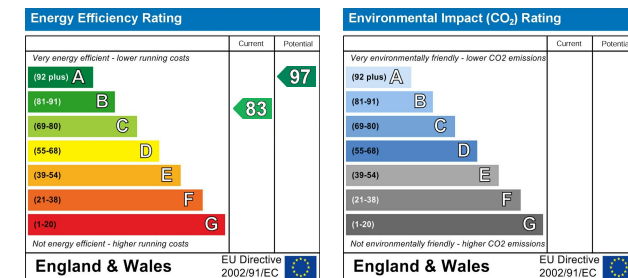 Energy Efficiency Rating
Current Potential
Very energy efficient - lower running costs
(92 plus) A
97
(81-91) B
83
(69-80) C
(55-68) D
(39-54) E
(21-38) F
(1-20) G
Not energy efficient - higher running costs
England & Wales
EU Directive
2002/91/EC
Environmental Impact (CO2) Rating
Current Potential
Very environmentally friendly - lower CO2 emissions
(92 plus) A
(81-91) B
(69-80) C
(55-68) D
(39-54) E
(21-38) F
(1-20) G
Not environmentally friendly - higher CO2 emissions
England & Wales
EU Directive
2002/91/EC